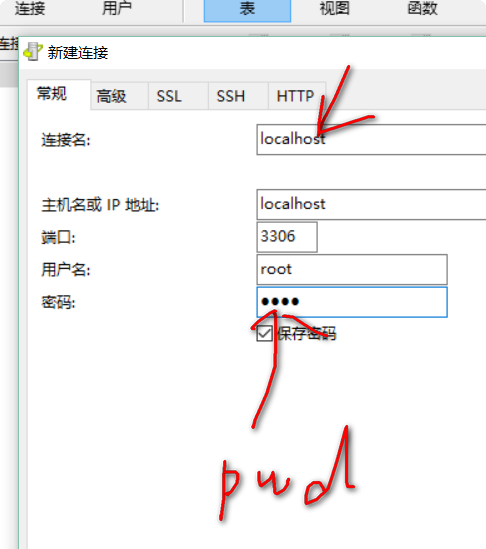 连接 用户 表 视图 函数
新建连接
常规 高级 SSL SSH HTTP
连接名: localhost
主机名或 IP 地址: localhost
端口: 3306
用户名: root
密码: ●●●●
保存密码
pwd